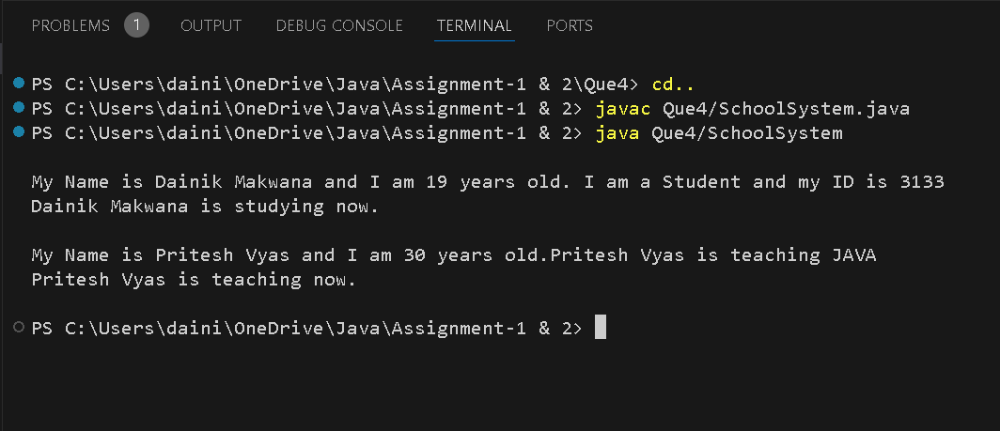 PROBLEMS 1 OUTPUT DEBUG CONSOLE TERMINAL PORTS
PS C:\Users\daini\OneDrive\Java\Assignment-1 & 2\Que4> cd..
PS C:\Users\daini\OneDrive\Java\Assignment-1 & 2> javac Que4/SchoolSystem.java
PS C:\Users\daini\OneDrive\Java\Assignment-1 & 2> java Que4/SchoolSystem
My Name is Dainik Makwana and I am 19 years old. I am a Student and my ID is 3133
Dainik Makwana is studying now.
My Name is Pritesh Vyas and I am 30 years old.Pritesh Vyas is teaching JAVA
Pritesh Vyas is teaching now.
PS C:\Users\daini\OneDrive\Java\Assignment-1 & 2>